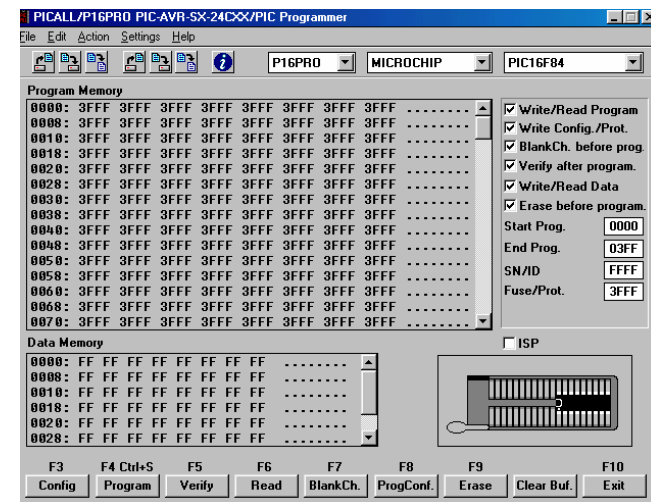 PICALL/P16PRO PIC-AVR-SX-24CXX/PIC Programmer
File Edit Action Settings Help
P16PRO MICROCHIP PIC16F84
Program Memory
0000: 3FFF 3FFF 3FFF 3FFF 3FFF 3FFF 3FFF 3FFF ........
0008: 3FFF 3FFF 3FFF 3FFF 3FFF 3FFF 3FFF 3FFF ........
0010: 3FFF 3FFF 3FFF 3FFF 3FFF 3FFF 3FFF 3FFF ........
0018: 3FFF 3FFF 3FFF 3FFF 3FFF 3FFF 3FFF 3FFF ........
0020: 3FFF 3FFF 3FFF 3FFF 3FFF 3FFF 3FFF 3FFF ........
0028: 3FFF 3FFF 3FFF 3FFF 3FFF 3FFF 3FFF 3FFF ........
0030: 3FFF 3FFF 3FFF 3FFF 3FFF 3FFF 3FFF 3FFF ........
0038: 3FFF 3FFF 3FFF 3FFF 3FFF 3FFF 3FFF 3FFF ........
0040: 3FFF 3FFF 3FFF 3FFF 3FFF 3FFF 3FFF 3FFF ........
0048: 3FFF 3FFF 3FFF 3FFF 3FFF 3FFF 3FFF 3FFF ........
0050: 3FFF 3FFF 3FFF 3FFF 3FFF 3FFF 3FFF 3FFF ........
0058: 3FFF 3FFF 3FFF 3FFF 3FFF 3FFF 3FFF 3FFF ........
0060: 3FFF 3FFF 3FFF 3FFF 3FFF 3FFF 3FFF 3FFF ........
0068: 3FFF 3FFF 3FFF 3FFF 3FFF 3FFF 3FFF 3FFF ........
0070: 3FFF 3FFF 3FFF 3FFF 3FFF 3FFF 3FFF 3FFF ........
Write/Read Program
Write Config./Prot.
BlankCh. before prog.
Verify after program.
Write/Read Data
Erase before program.
Start Prog. 0000
End Prog. 03FF
SN/ID FFFF
Fuse/Prot. 3FFF
Data Memory
0000: FF FF FF FF FF FF FF FF ........
0008: FF FF FF FF FF FF FF FF ........
0010: FF FF FF FF FF FF FF FF ........
0018: FF FF FF FF FF FF FF FF ........
0020: FF FF FF FF FF FF FF FF ........
0028: FF FF FF FF FF FF FF FF ........
ISP
F3 F4 Ctrl+S F5 F6 F7 F8 F9 F10
Config Program Verify Read BlankCh. ProgConf. Erase Clear Buf. Exit